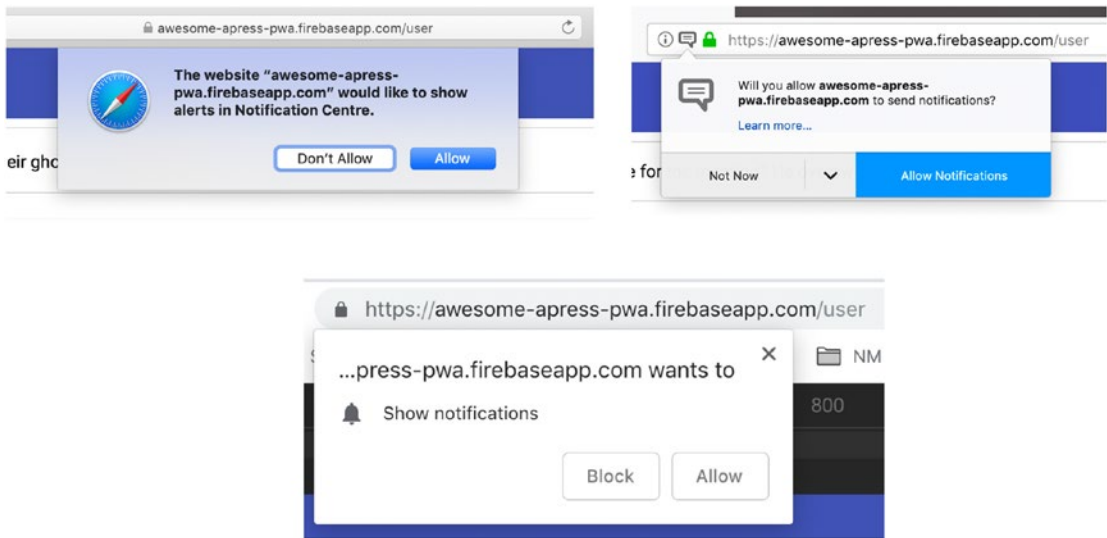 awesome-apress-pwa.firebaseapp.com/user
The website "awesome-apress-
pwa.firebaseapp.com" would like to show
alerts in Notification Centre.
Don't Allow
Allow
eir gho
https://awesome-apress-pwa.firebaseapp.com/user
Will you allow awesome-apress-
pwa.firebaseapp.com to send notifications?
Learn more...
e for
Not Now
Allow Notifications
https://awesome-apress-pwa.firebaseapp.com/user
...press-pwa.firebaseapp.com wants to
NM
Show notifications
800
Block
Allow